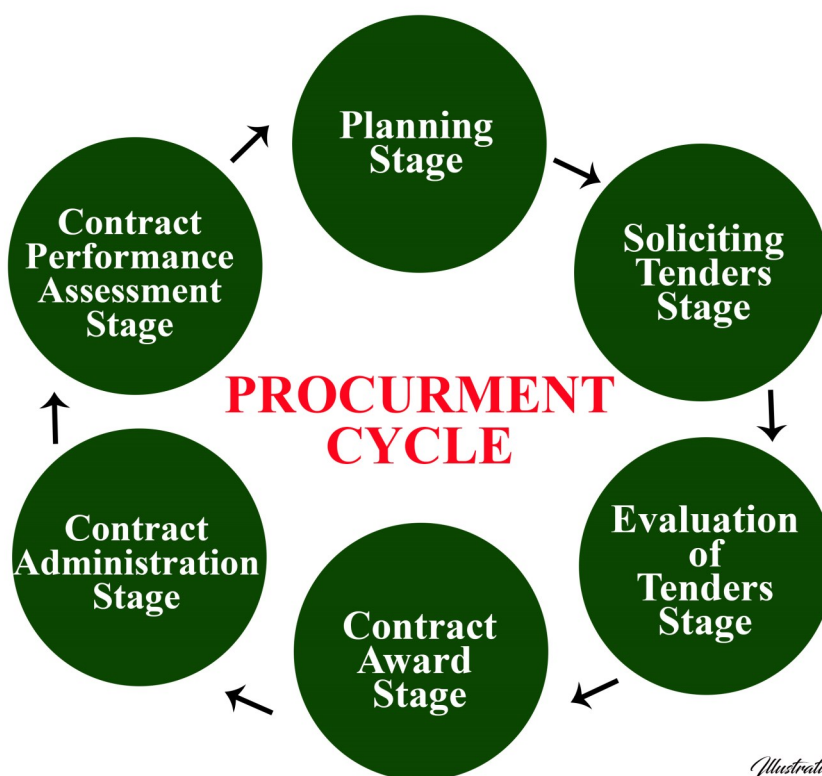 Planning
Stage
Soliciting
Tenders
Stage
Evaluation
of
Tenders
Stage
Contract
Award
Stage
Contract
Administration
Stage
Contract
Performance
Assessment
Stage
PROCURMENT
CYCLE